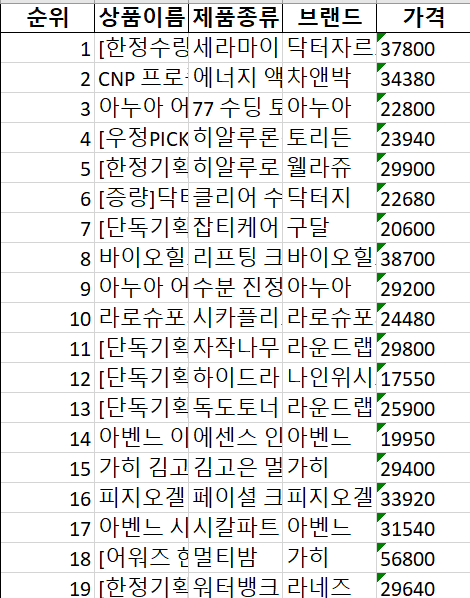 순위 상품이름 제품종류 브랜드 가격
1 [한정수량 세라마이 닥터자르 37800
2 CNP 프로 에너지 액 차앤박 34380
3 아누아 어 77 수딩 토 아누아 22800
4 [우정PICK 히알루론 토리든 23940
5 [한정기획 히알루로 웰라쥬 29900
6 [증량]닥터 클리어 수 닥터지 22680
7 [단독기획 잡티케어 구달 20600
8 바이오힐 리프팅 크 바이오힐 38700
9 아누아 어 수분 진정 아누아 29200
10 라로슈포 시카플리 라로슈포 24480
11 [단독기획 자작나무 라운드랩 29800
12 [단독기획 하이드라 나인위시 17550
13 [단독기획 독도토너 라운드랩 25900
14 아벤느 이 에센스 인 아벤느 19950
15 가히 김고 김고은 멀 가히 29400
16 피지오겔 페이셜 크 피지오겔 33920
17 아벤느 시 시칼파트 아벤느 31540
18 [어워즈 한 멀티밤 가히 56800
19 [한정기획 워터뱅크 라네즈 29640